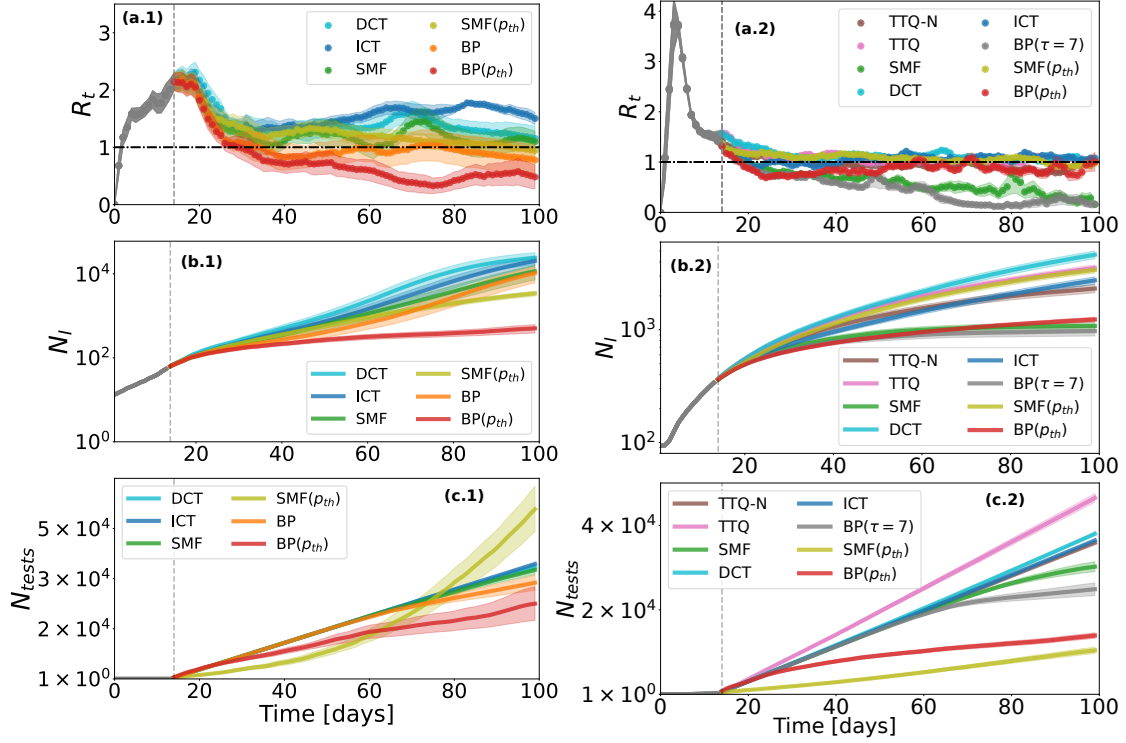 (a.1)
3
2
1
0
R_t
DCT
ICT
SMF
SMF(p_th)
BP
BP(p_th)
0 20 40 60 80 100
(a.2)
4
3
2
1
0
R_t
TTQ-N
TTQ
SMF
DCT
ICT
BP(τ = 7)
SMF(p_th)
BP(p_th)
20 40 60 80 100
(b.1)
10^4
10^2
10^0
N_I
DCT
ICT
SMF
SMF(p_th)
BP
BP(p_th)
0 20 40 60 80 100
(b.2)
10^3
10^2
N_I
TTQ-N
TTQ
SMF
DCT
ICT
BP(τ = 7)
SMF(p_th)
BP(p_th)
20 40 60 80 100
(c.1)
5 × 10^4
3 × 10^4
2 × 10^4
1 × 10^0
N_tests
DCT
ICT
SMF
SMF(p_th)
BP
BP(p_th)
0 20 40 60 80 100
Time [days]
(c.2)
4 × 10^4
2 × 10^4
1 × 10^0
N_tests
TTQ-N
TTQ
SMF
DCT
ICT
BP(τ = 7)
SMF(p_th)
BP(p_th)
20 40 60 80 100
Time [days]